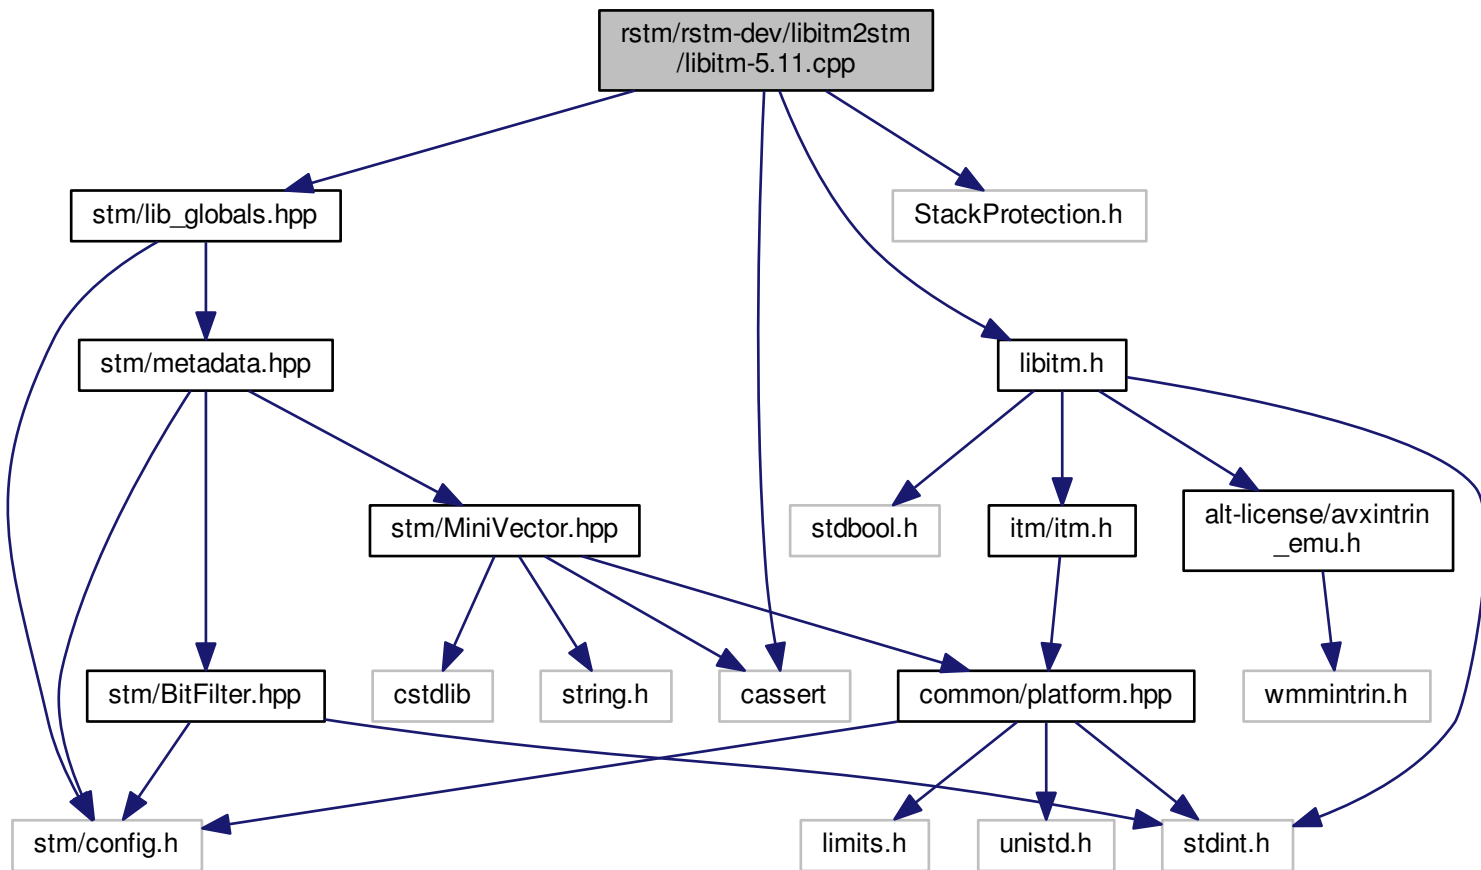 rstm/rstm-dev/libitm2stm
/libitm-5.11.cpp
stm/lib_globals.hpp
StackProtection.h
stm/metadata.hpp
libitm.h
stm/MiniVector.hpp
stdbool.h
itm/itm.h
alt-license/avxintrin
_emu.h
stm/BitFilter.hpp
cstdlib
string.h
cassert
common/platform.hpp
wmmintrin.h
stm/config.h
limits.h
unistd.h
stdint.h